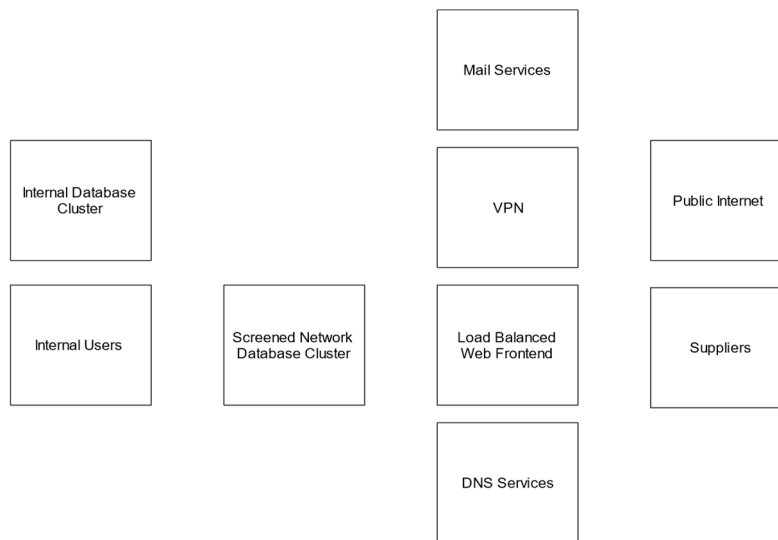 Mail Services
Internal Database
Cluster
VPN
Public Internet
Internal Users
Screened Network
Database Cluster
Load Balanced
Web Frontend
Suppliers
DNS Services